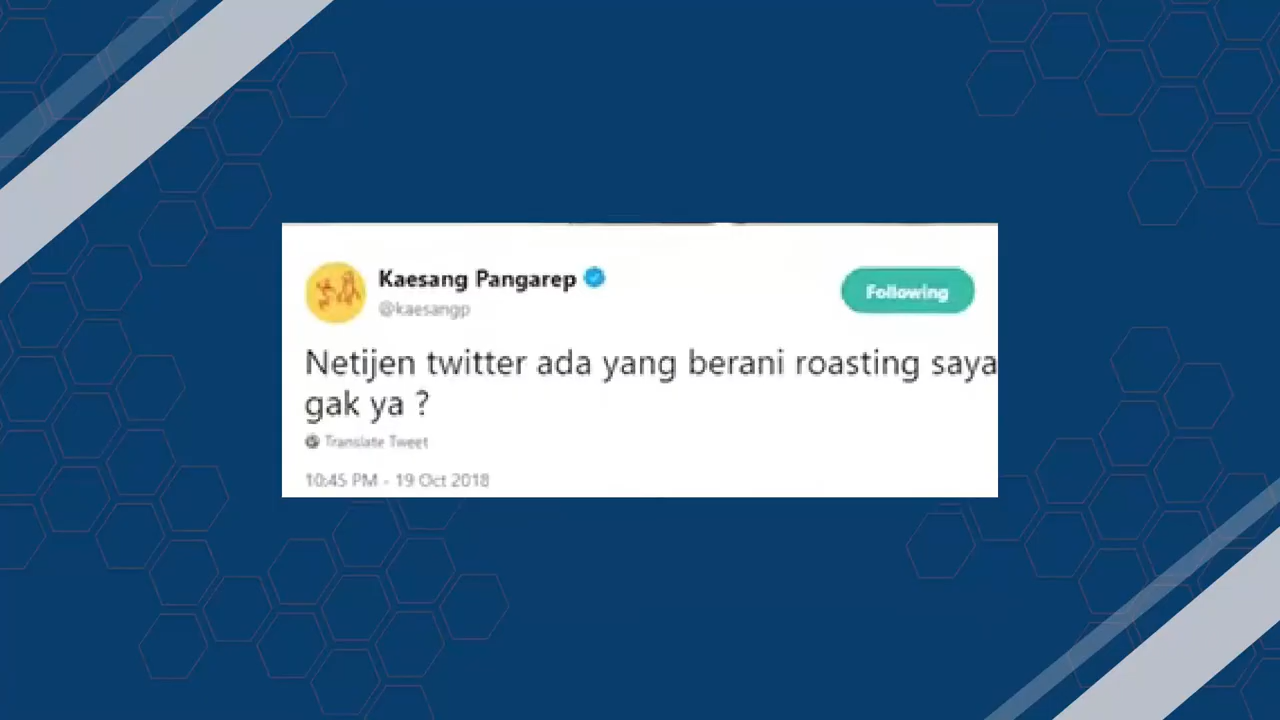 Kaesang Pangarep
@kaesangp
Following
Netijen twitter ada yang berani roasting saya
gak ya ?
Translate Tweet
10:45 PM - 19 Oct 2018